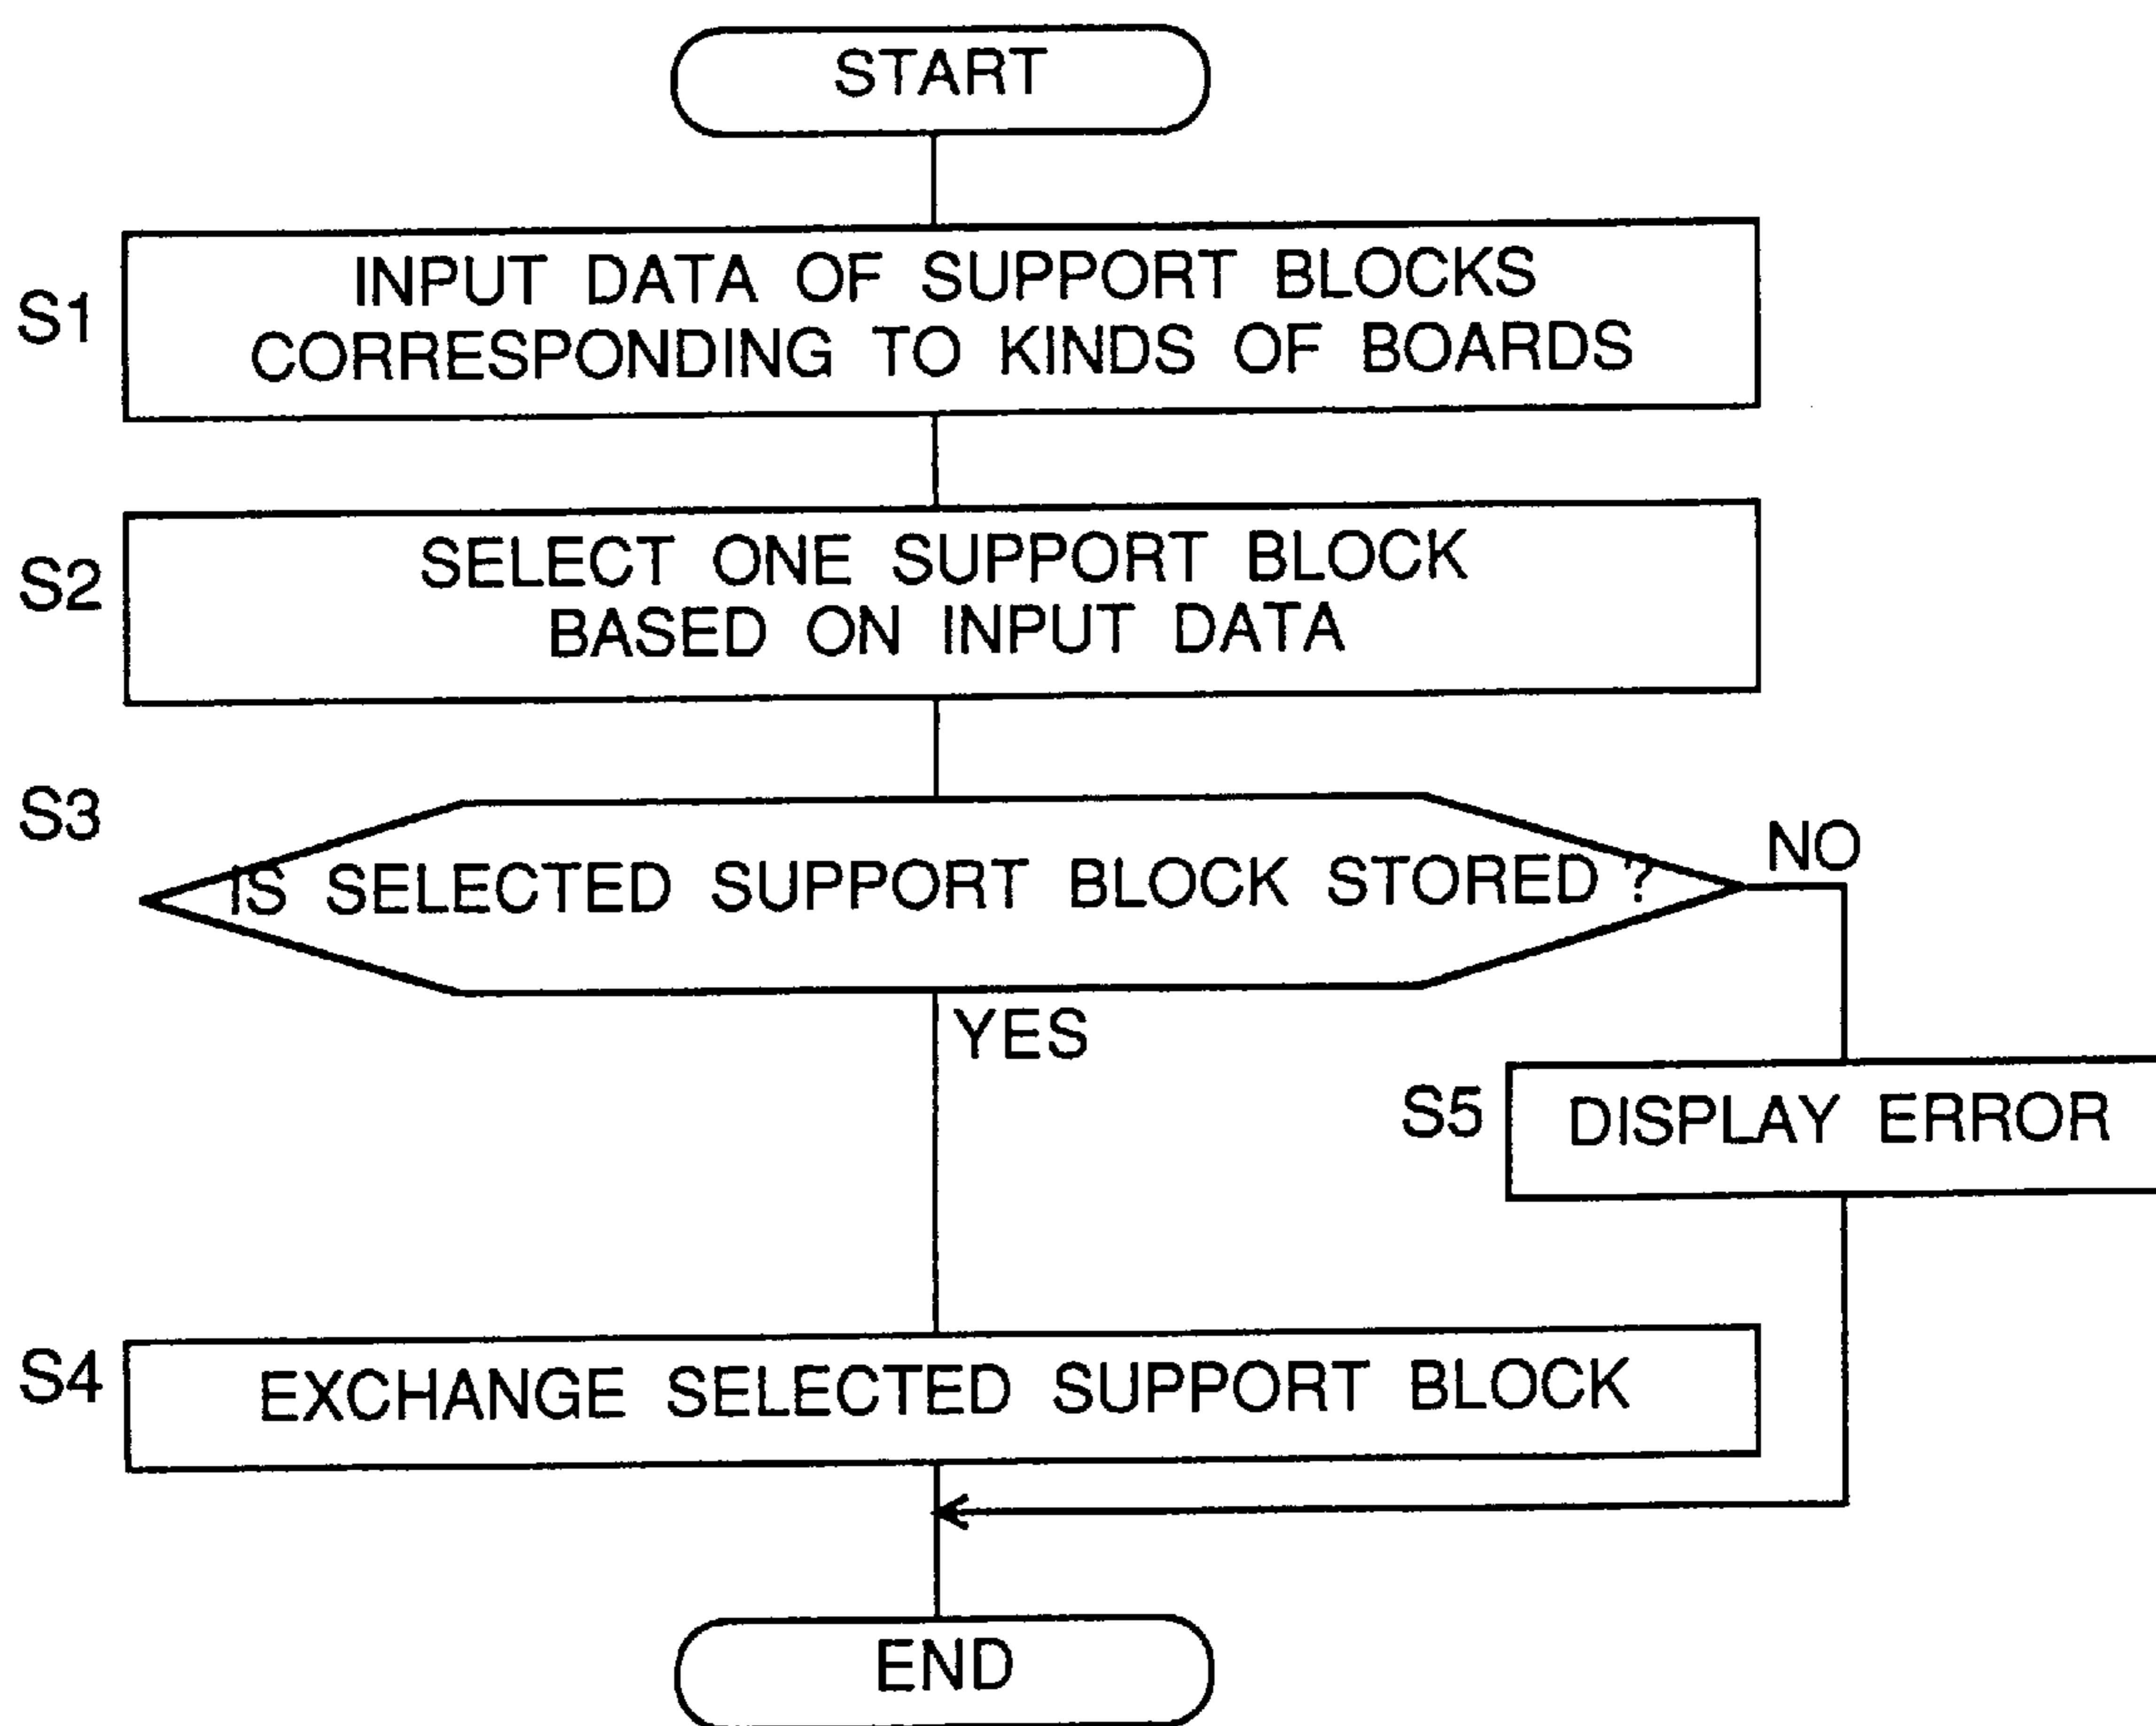 START
S1
INPUT DATA OF SUPPORT BLOCKS
CORRESPONDING TO KINDS OF BOARDS
S2
SELECT ONE SUPPORT BLOCK
BASED ON INPUT DATA
S3
IS SELECTED SUPPORT BLOCK STORED ?
NO
YES
S5
DISPLAY ERROR
S4
EXCHANGE SELECTED SUPPORT BLOCK
END